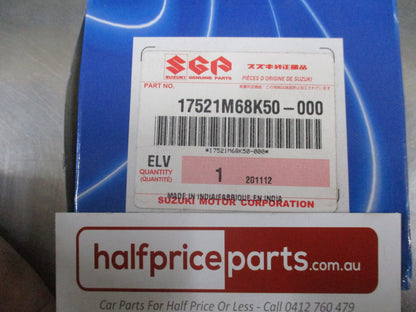 SGP
スズキ純正部品
SUZUKI GENUINE PARTS
PIÈCES D'ORIGINE DE SUZUKI
PART NO.
17521M68K50-000
*17521M68K50-000*
ELV
QUANTITY
(QUANTITÉ)
1
201112
MADE IN INDIA/FABRIQUE EN INDIA
SUZUKI MOTOR CORPORATION
halfpriceparts.com.au
Car Parts For Half Price Or Less - Call 0412 760 479